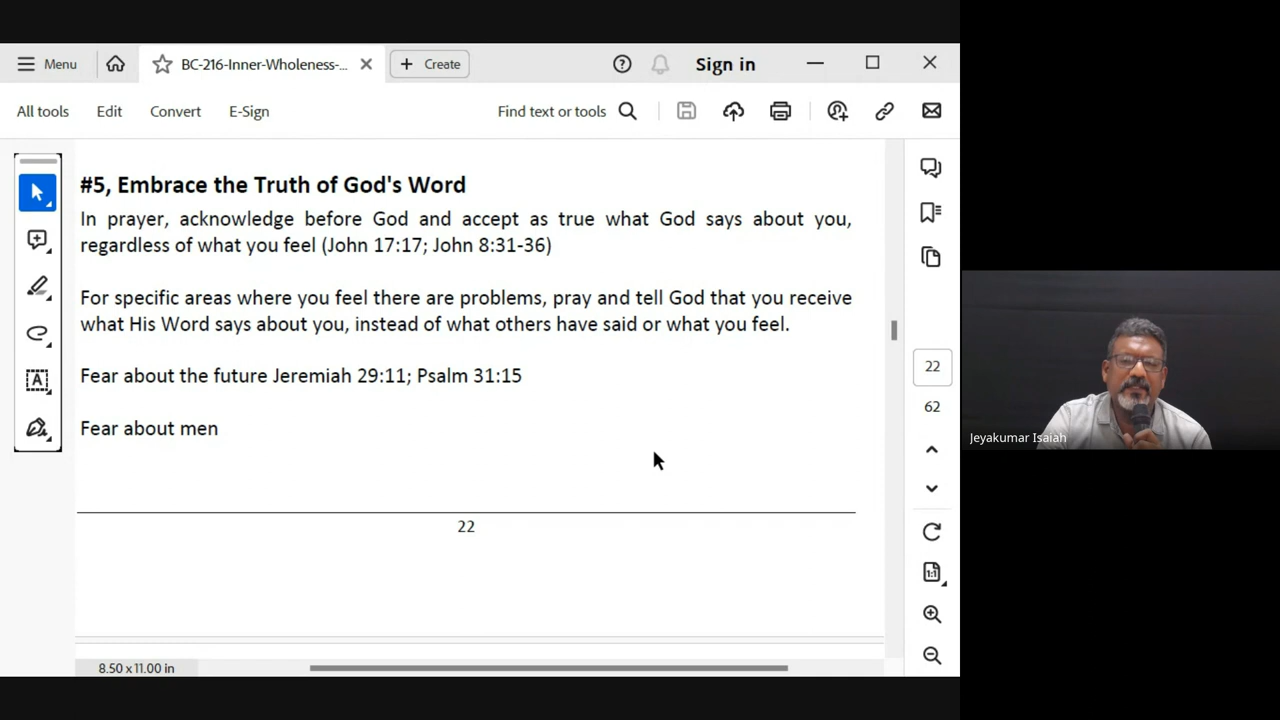 Menu
BC-216-Inner-Wholeness-...
Create
Sign in
All tools
Edit
Convert
E-Sign
Find text or tools
#5, Embrace the Truth of God's Word
In prayer, acknowledge before God and accept as true what God says about you,
regardless of what you feel (John 17:17; John 8:31-36)
For specific areas where you feel there are problems, pray and tell God that you receive
what His Word says about you, instead of what others have said or what you feel.
Fear about the future Jeremiah 29:11; Psalm 31:15
Fear about men
22
22
62
1:1
8.50 x 11.00 in
Jeyakumar Isaiah